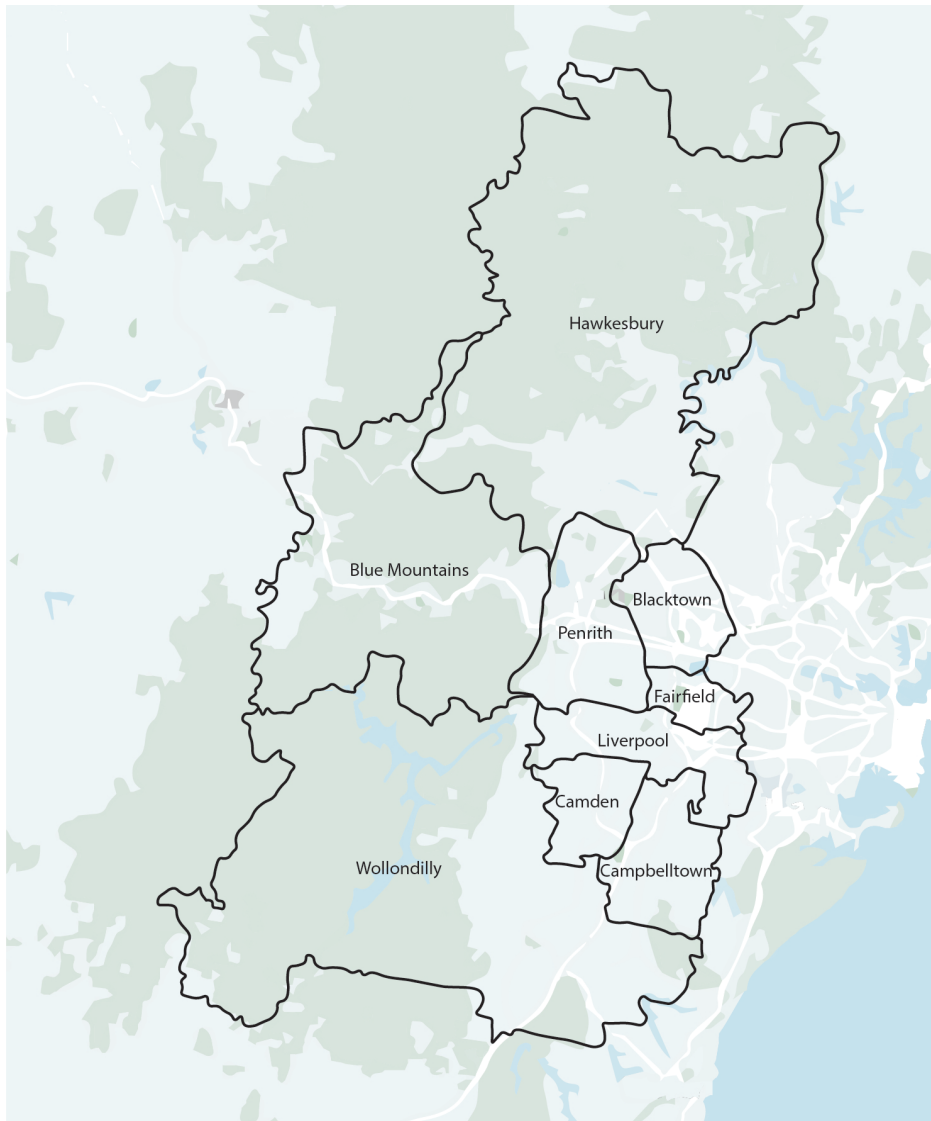 Hawkesbury
Blue Mountains
Blacktown
Penrith
Fairfield
Liverpool
Camden
Wollondilly
Campbelltown